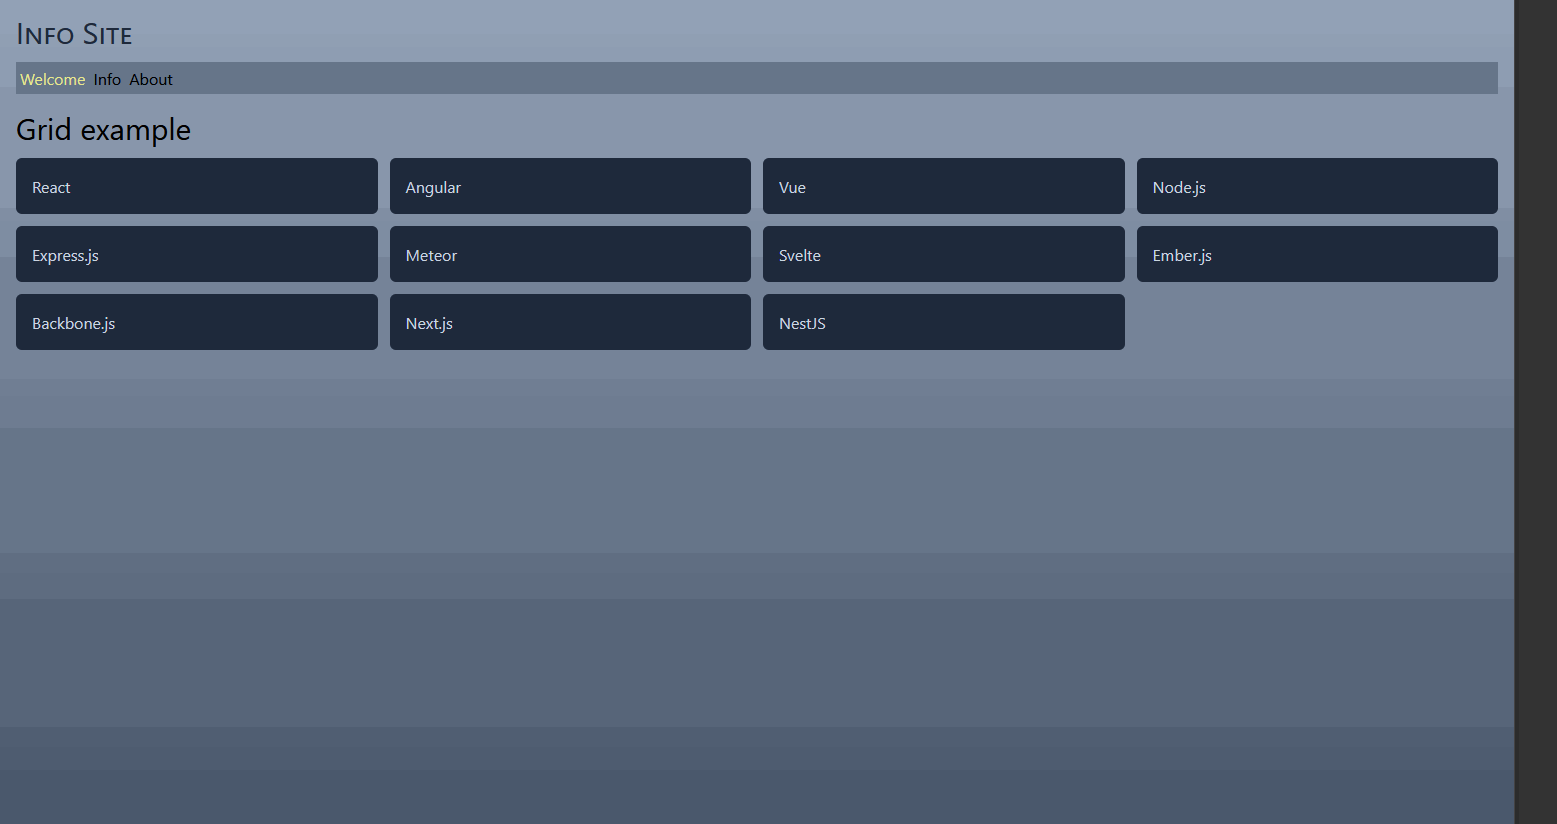 Info Site
Welcome Info About
Grid example
React Angular Vue Node.js
Express.js Meteor Svelte Ember.js
Backbone.js Next.js NestJS